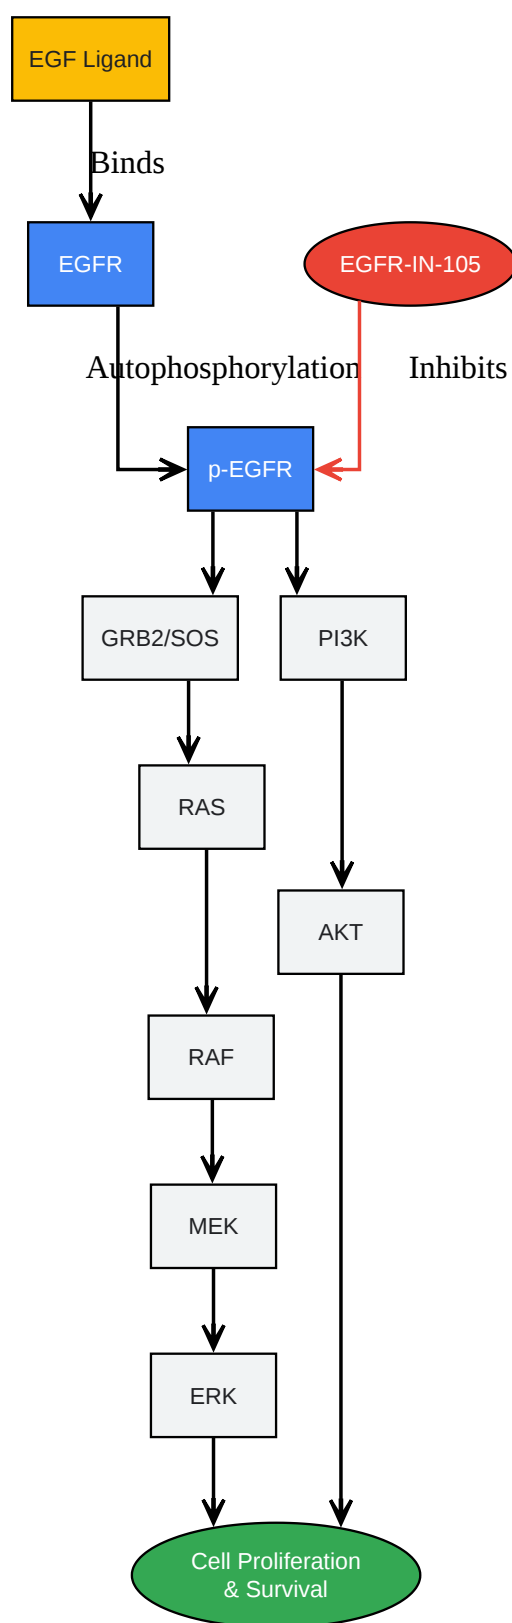 EGF Ligand
Binds
EGFR
EGFR-IN-105
Autophosphorylation
Inhibits
p-EGFR
GRB2/SOS
PI3K
RAS
AKT
RAF
MEK
ERK
Cell Proliferation
& Survival